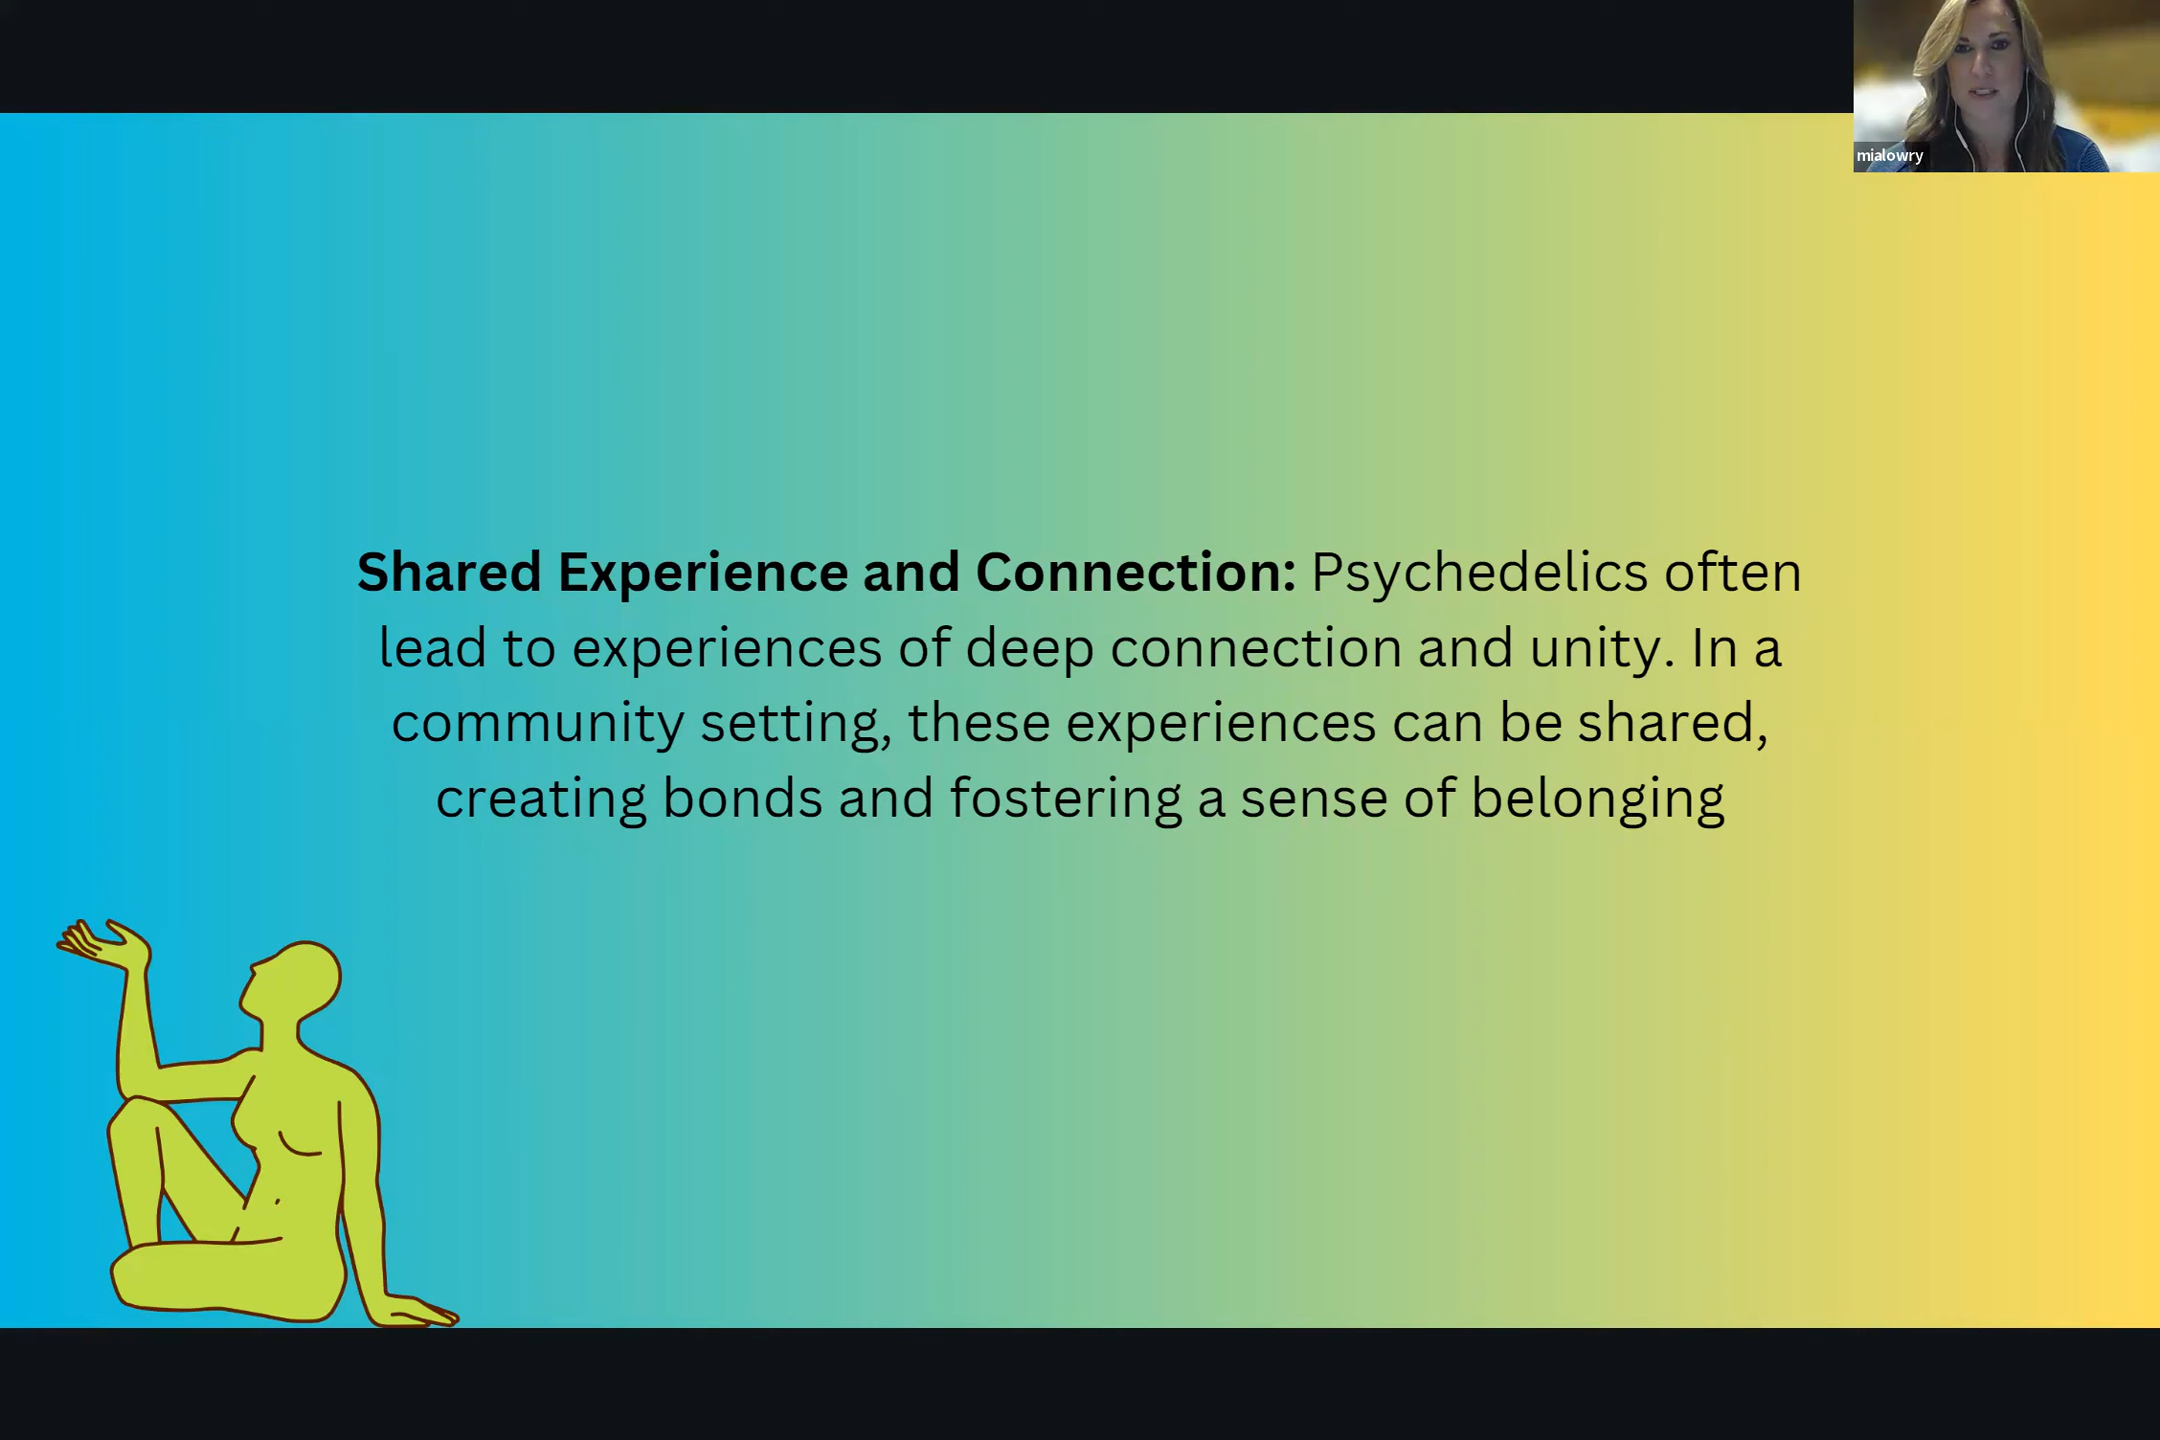 mialowry
Shared Experience and Connection: Psychedelics often
lead to experiences of deep connection and unity. In a
community setting, these experiences can be shared,
creating bonds and fostering a sense of belonging